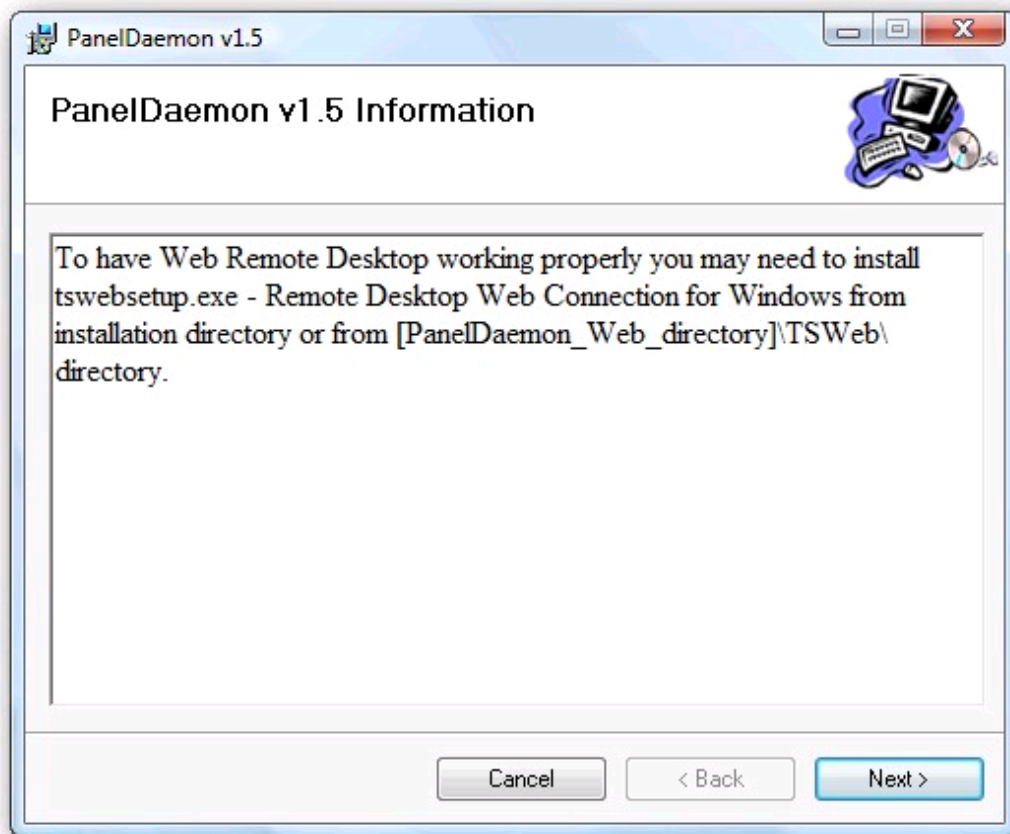 PanelDaemon v1.5
PanelDaemon v1.5 Information
To have Web Remote Desktop working properly you may need to install
tswebsetup.exe - Remote Desktop Web Connection for Windows from
installation directory or from [PanelDaemon_Web_directory]\TSWeb\
directory.
Cancel
< Back
Next >